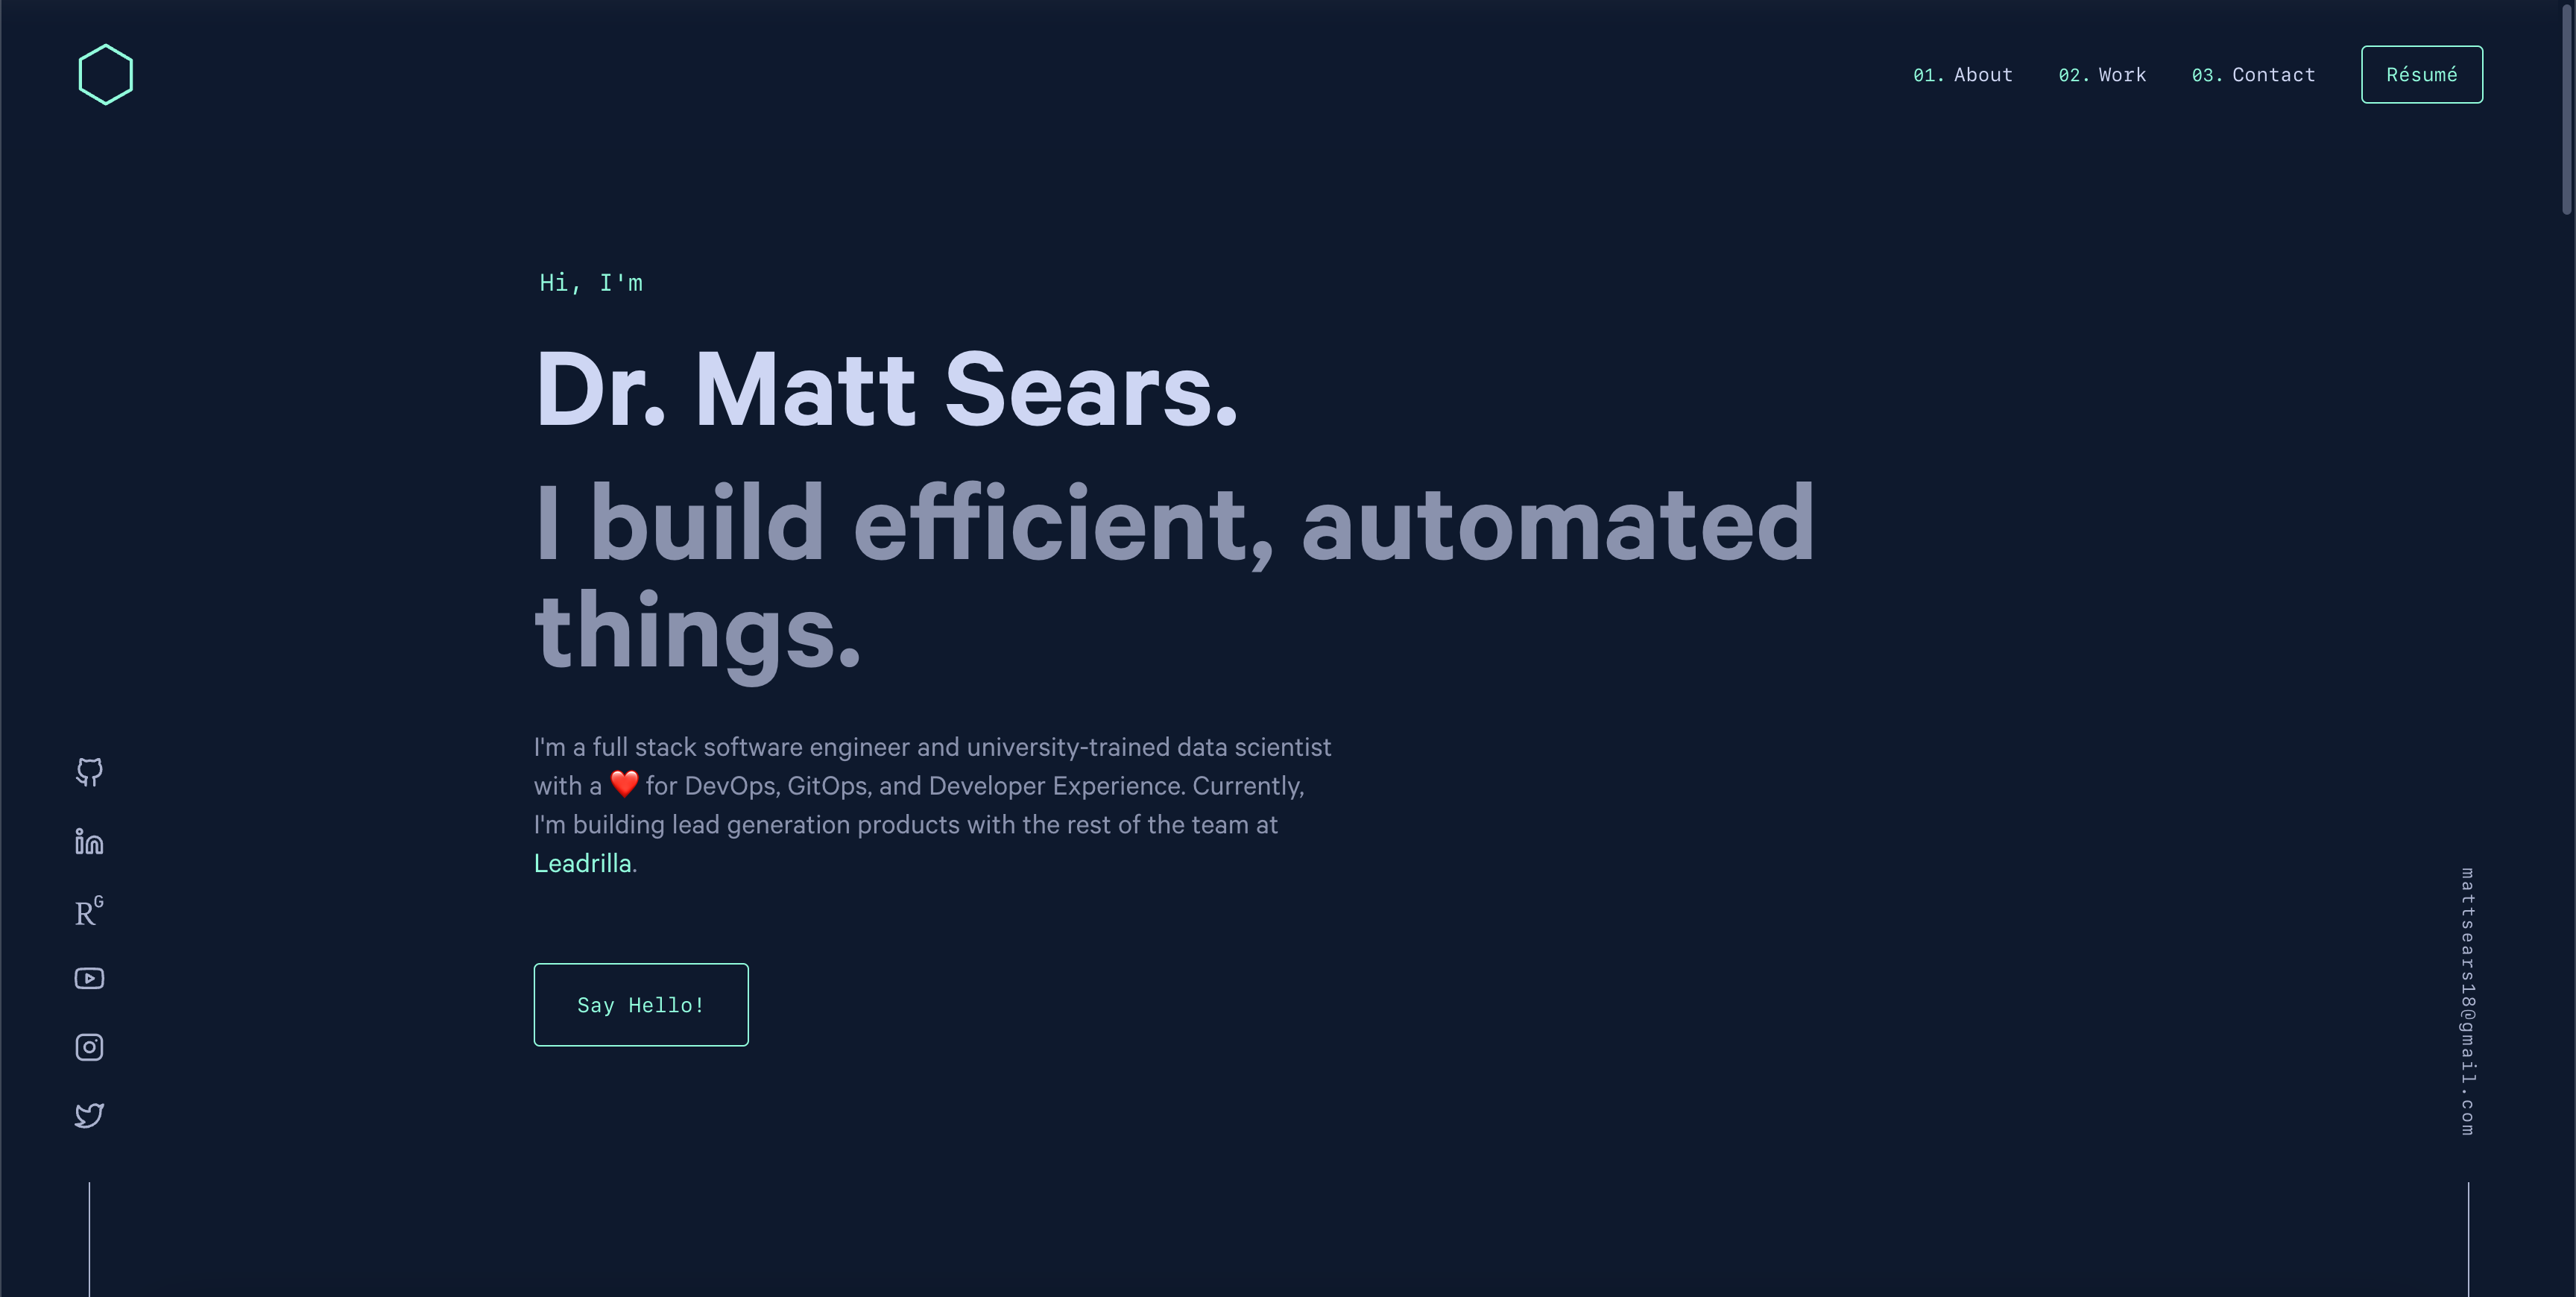 01. About
02. Work
03. Contact
Résumé
Hi, I'm
Dr. Matt Sears.
I build efficient, automated
things.
I'm a full stack software engineer and university-trained data scientist
with a ❤️ for DevOps, GitOps, and Developer Experience. Currently,
I'm building lead generation products with the rest of the team at
Leadrilla.
Say Hello!
in
RG
mattsears18@gmail.com